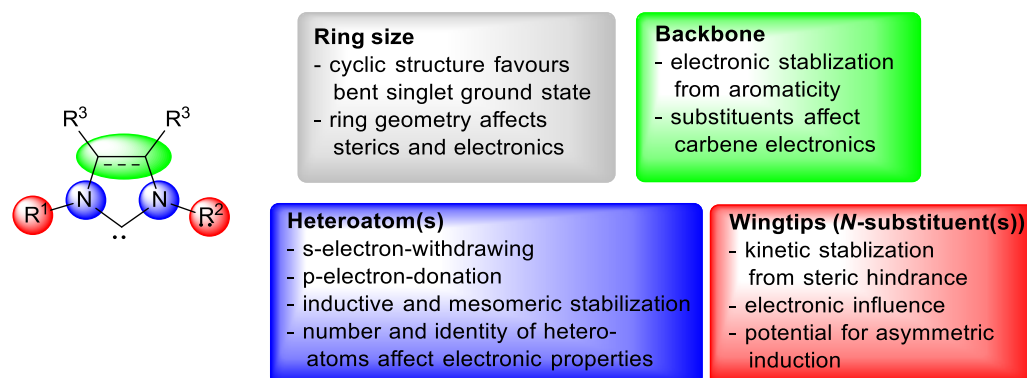 R3 R3
N N
R1 R2
Ring size
- cyclic structure favours
bent singlet ground state
- ring geometry affects
sterics and electronics
Backbone
- electronic stablization
from aromaticity
- substituents affect
carbene electronics
Heteroatom(s)
- s-electron-withdrawing
- p-electron-donation
- inductive and mesomeric stabilization
- number and identity of hetero-
atoms affect electronic properties
Wingtips (N-substituent(s))
- kinetic stablization
from steric hindrance
- electronic influence
- potential for asymmetric
induction